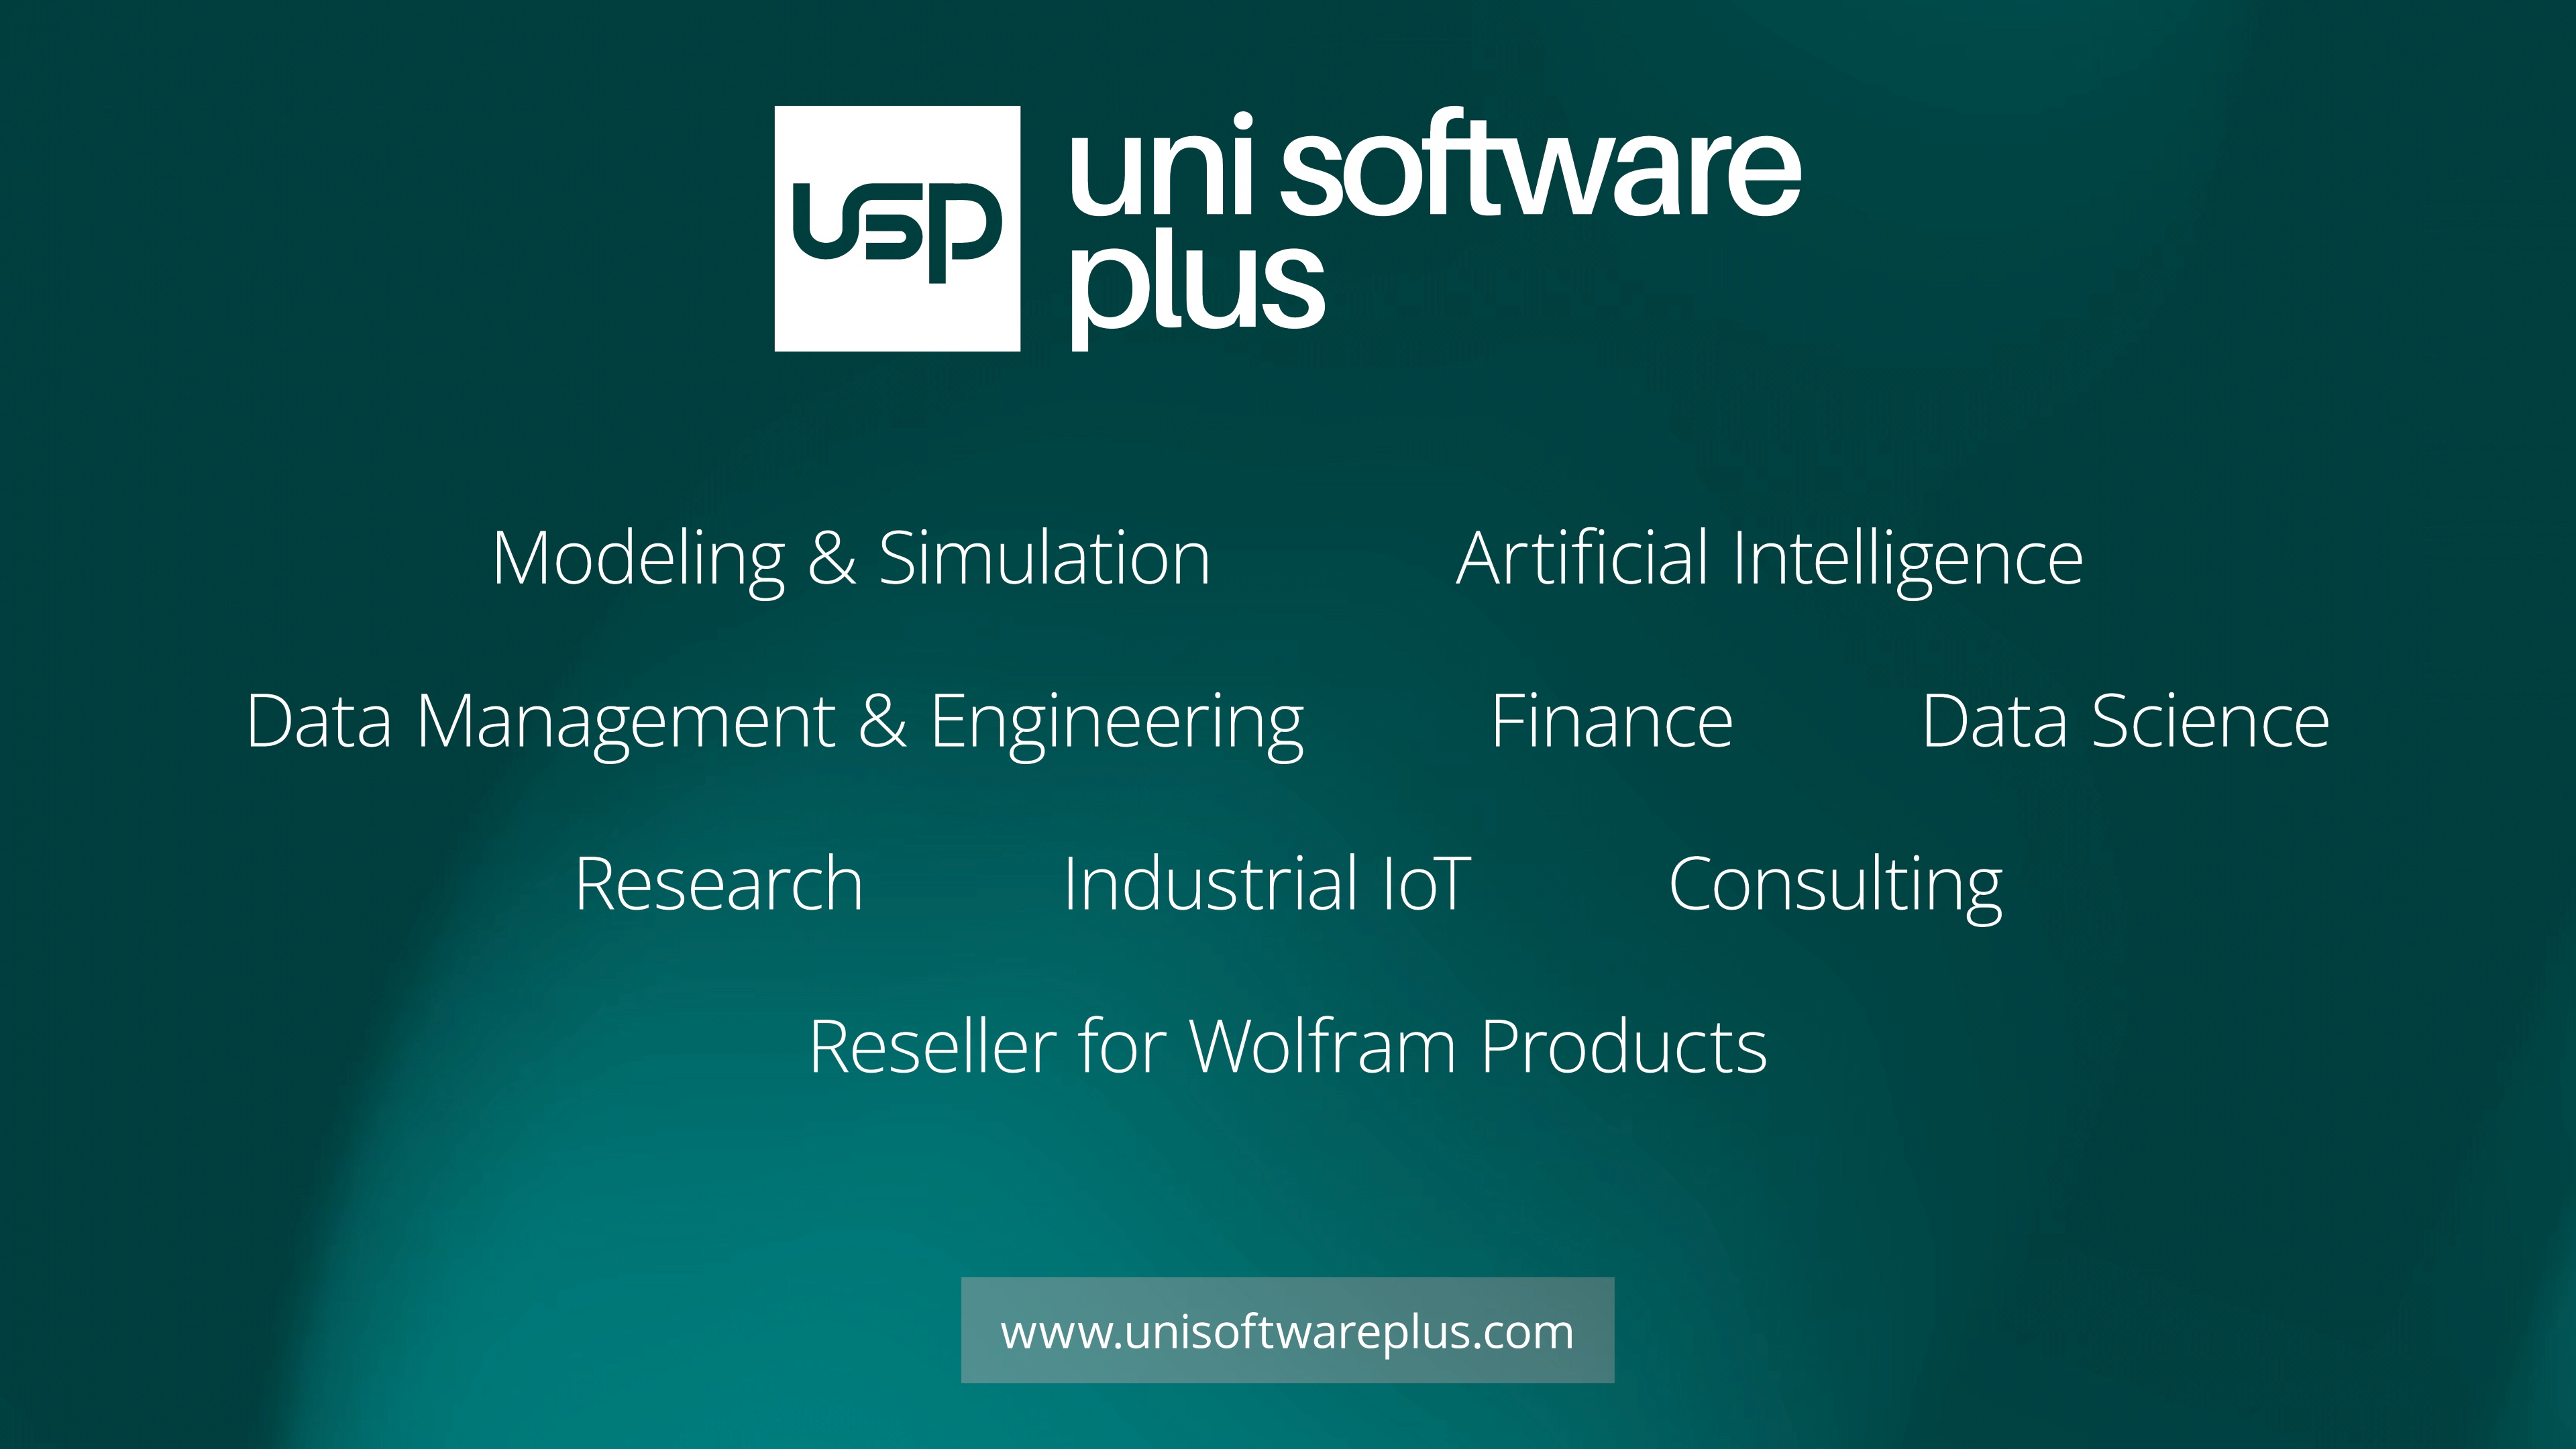 usp
uni software
plus
Modeling & Simulation Artificial Intelligence
Data Management & Engineering Finance Data Science
Research Industrial IoT Consulting
Reseller for Wolfram Products
www.unisoftwareplus.com